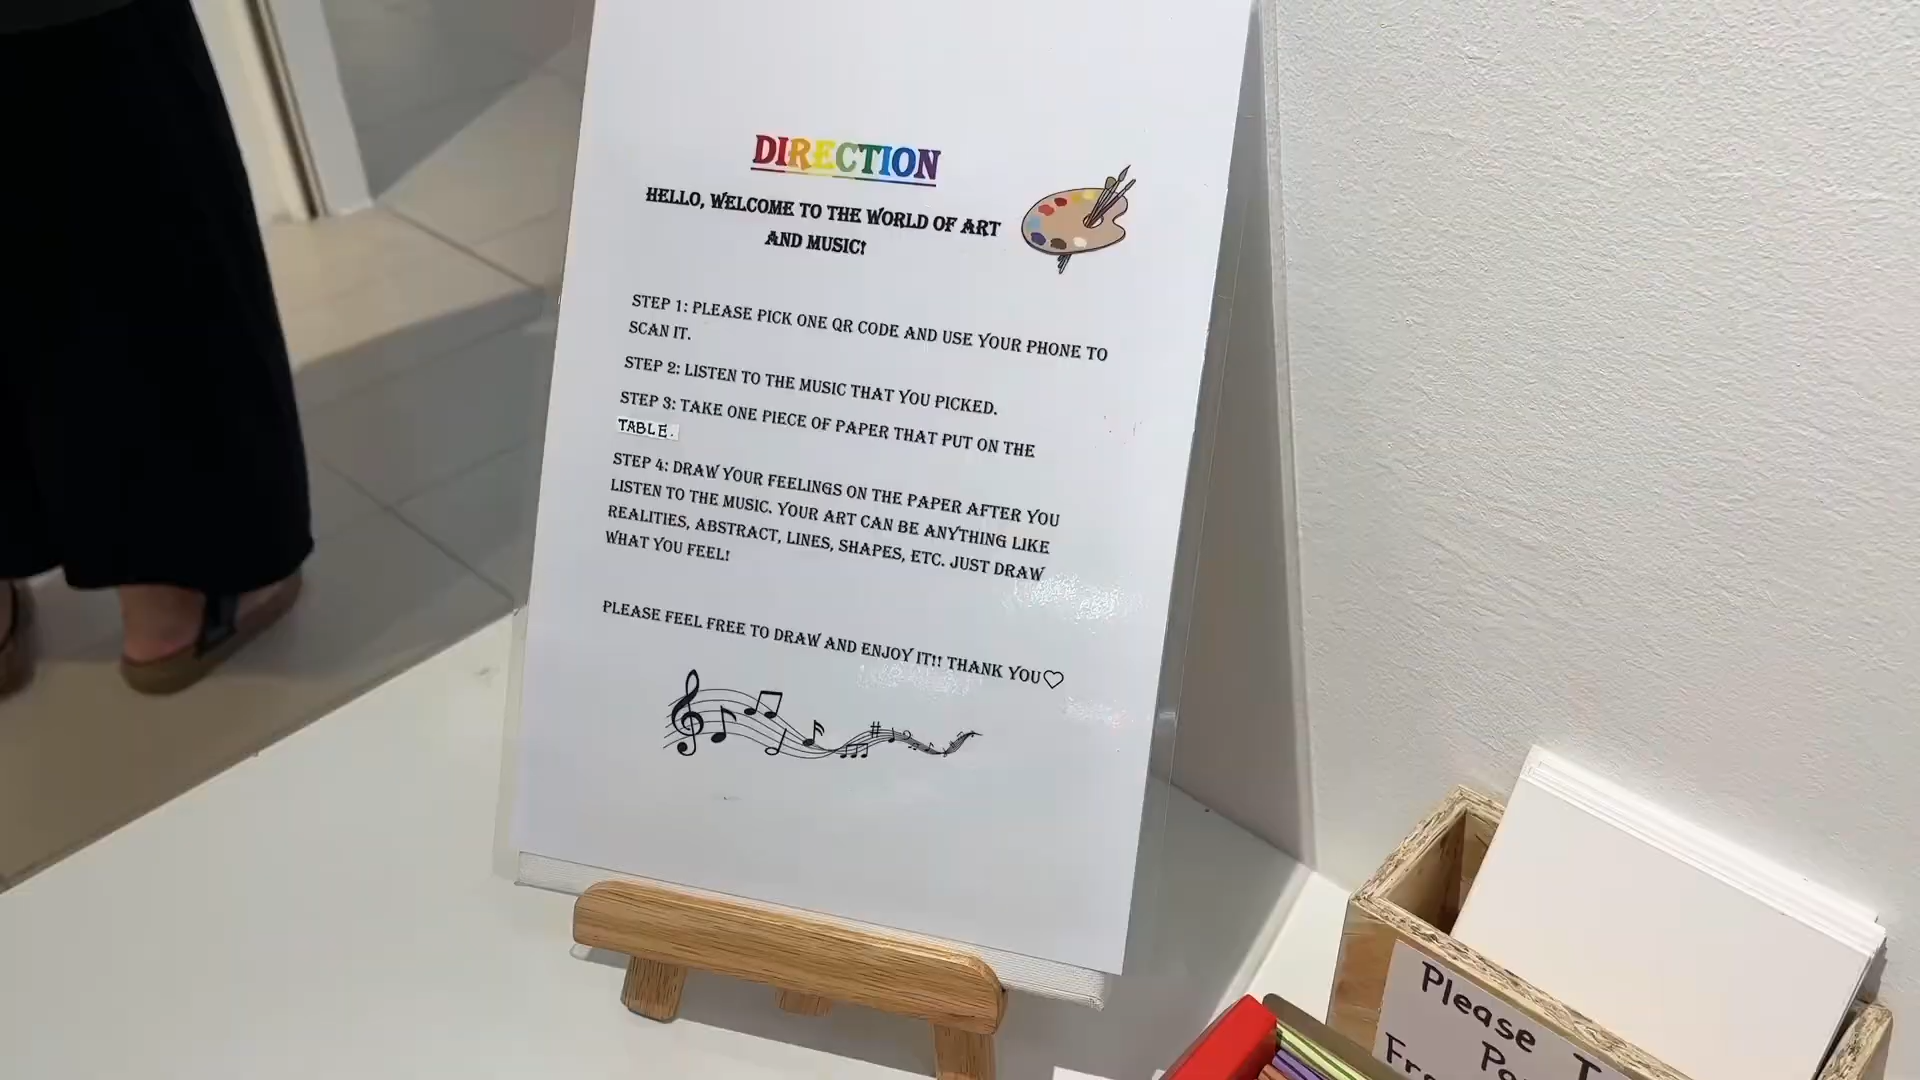 DIRECTION
HELLO, WELCOME TO THE WORLD OF ART
AND MUSIC!
STEP 1: PLEASE PICK ONE QR CODE AND USE YOUR PHONE TO
SCAN IT.
STEP 2: LISTEN TO THE MUSIC THAT YOU PICKED.
STEP 3: TAKE ONE PIECE OF PAPER THAT PUT ON THE
TABLE.
STEP 4: DRAW YOUR FEELINGS ON THE PAPER AFTER YOU
LISTEN TO THE MUSIC. YOUR ART CAN BE ANYTHING LIKE
REALITIES, ABSTRACT, LINES, SHAPES, ETC. JUST DRAW
WHAT YOU FEEL!
PLEASE FEEL FREE TO DRAW AND ENJOY IT!! THANK YOU♡
Please